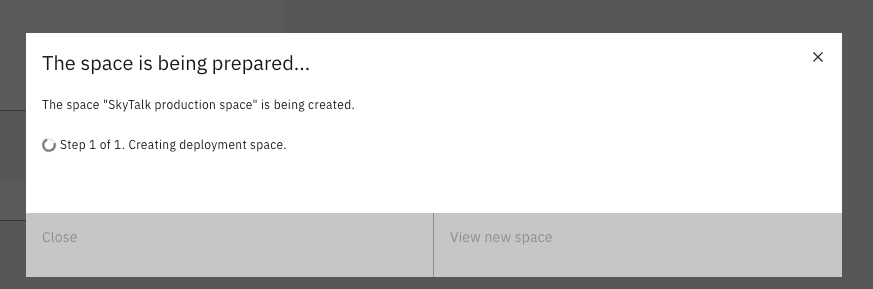 The space is being prepared...
The space "SkyTalk production space" is being created.
Step 1 of 1. Creating deployment space.
Close
View new space